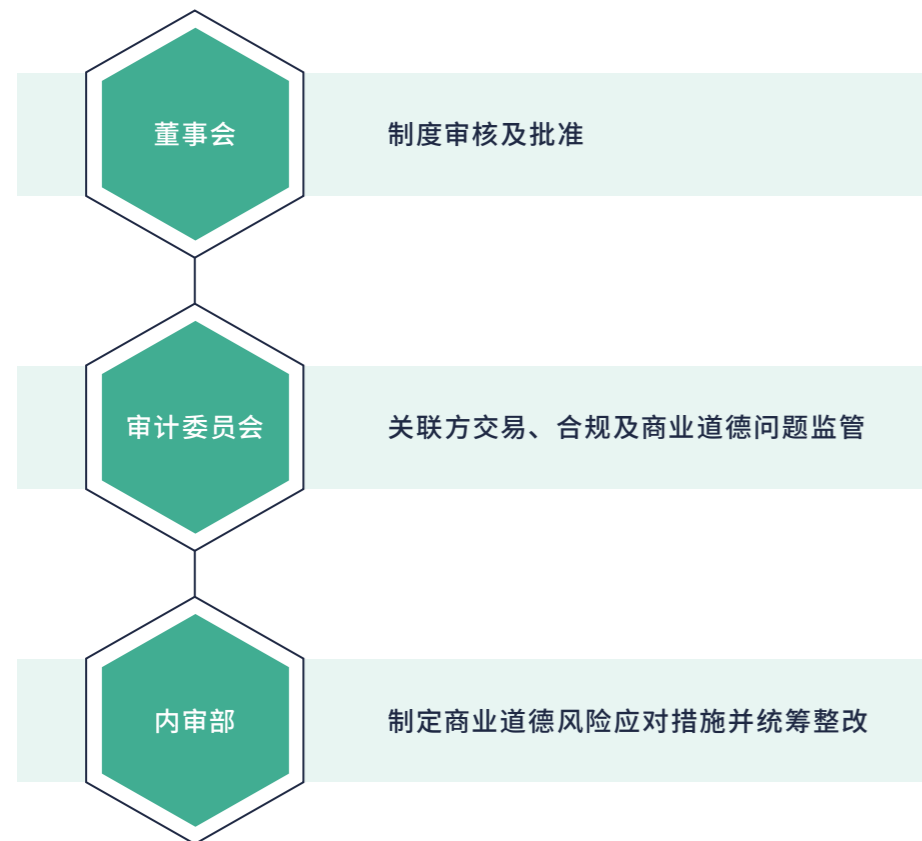 董事会
制度审核及批准
审计委员会
关联方交易、合规及商业道德问题监管
内审部
制定商业道德风险应对措施并统筹整改